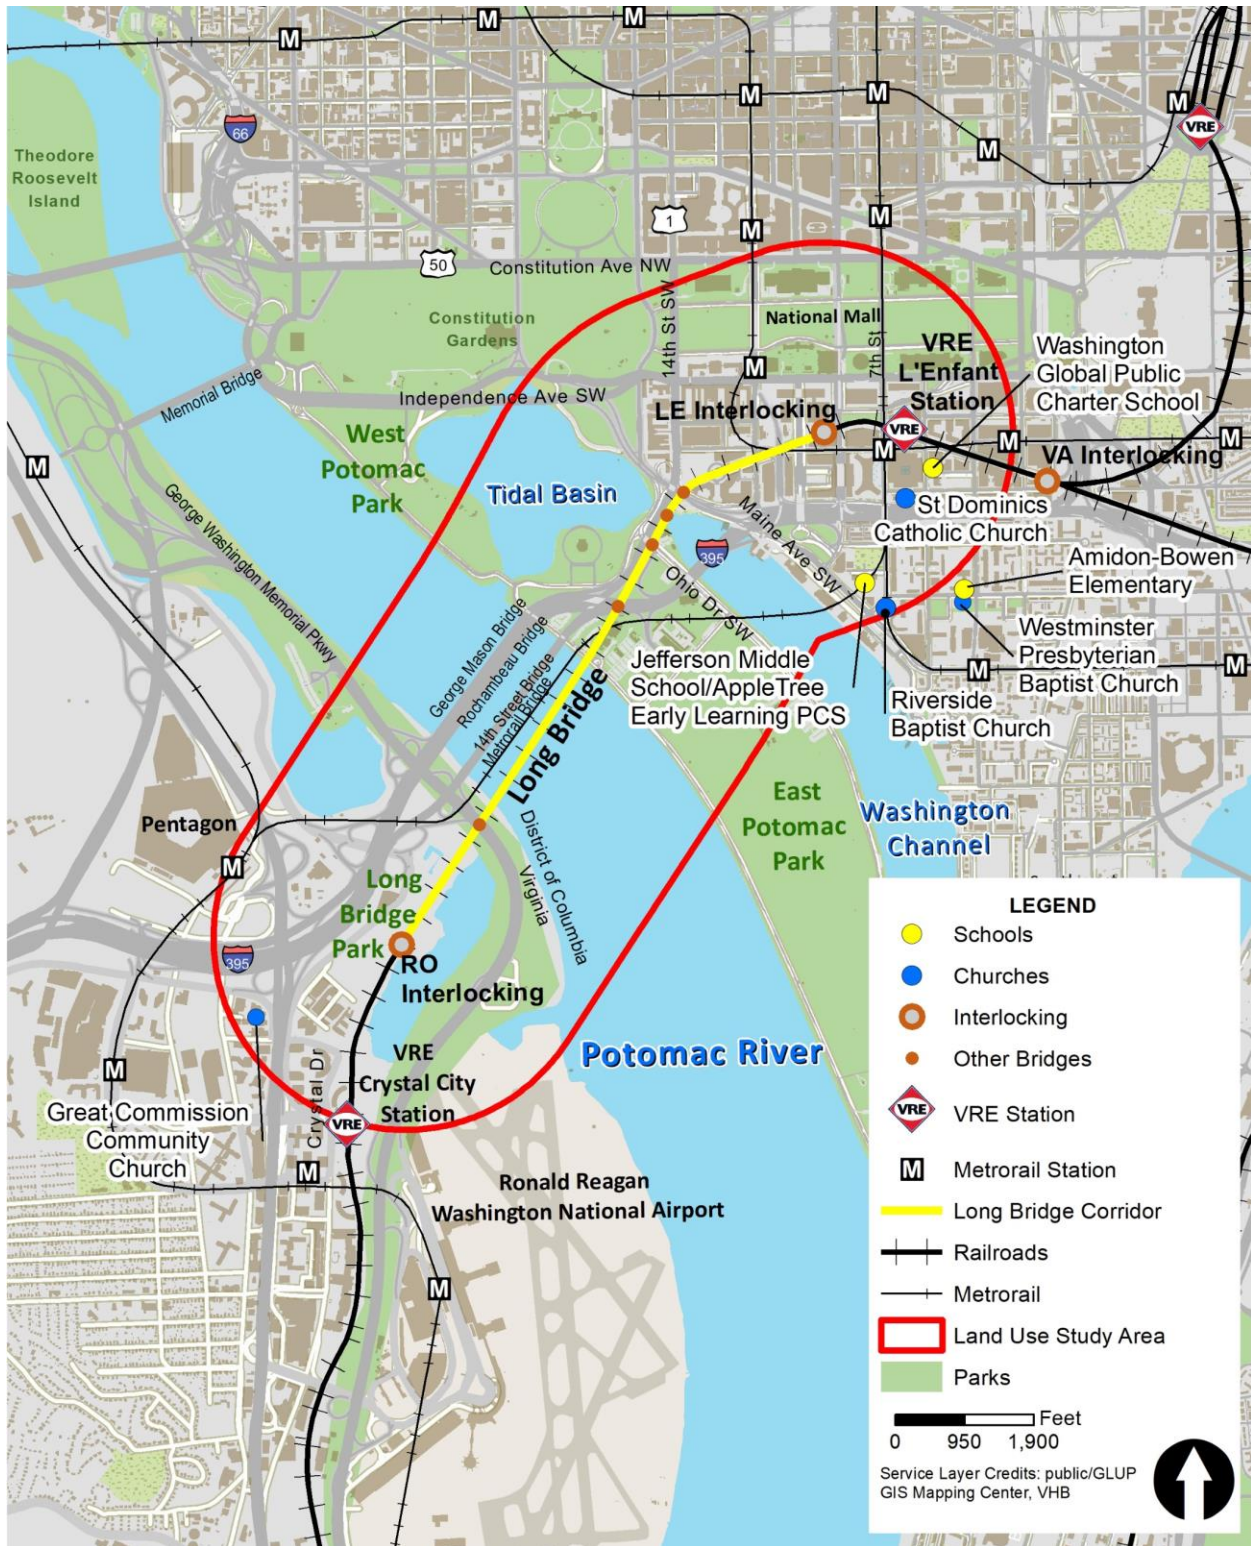 M
M
M
M
M
M
VRE
66
M
Theodore
Roosevelt
Island
1
M
M
50
Constitution Ave NW
14th St SW
National Mall
7th St
Constitution
Gardens
VRE
L'Enfant
Station
Washington
Global Public
Charter School
M
Memorial Bridge
Independence Ave SW
LE Interlocking
VRE
M
M
M
West
Potomac
Park
VA Interlocking
M
Tidal Basin
George Washington Memorial Pkwy
Maine Ave SW
St Dominics
Catholic Church
395
Amidon-Bowen
Elementary
Ohio Dr SW
George Mason Bridge
Rochambeau Bridge
14th Street Bridge
Metrorail Bridge
Long Bridge
Jefferson Middle
School/AppleTree
Early Learning PCS
Westminster
Presbyterian
Baptist Church
M
M
Riverside
Baptist Church
East
Potomac
Park
Washington
Channel
Pentagon
M
Long
Bridge
Park
District of Columbia
Virginia
395
RO
Interlocking
VRE
Crystal City
Station
Potomac River
Crystal Dr
M
VRE
Great Commission
Community
Church
M
Ronald Reagan
Washington National Airport
M
LEGEND
Schools
Churches
Interlocking
Other Bridges
VRE
VRE Station
M
Metrorail Station
Long Bridge Corridor
Railroads
Metrorail
Land Use Study Area
Parks
Feet
0 950 1,900
Service Layer Credits: public/GLUP
GIS Mapping Center, VHB